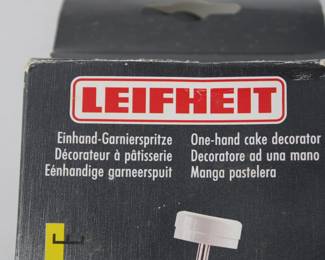 LEIFHEIT
Einhand-Garnierspritze
Décorateur à pâtisserie
Eénhandige garneerspuit
One-hand cake decorator
Decoratore ad una mano
Manga pastelera